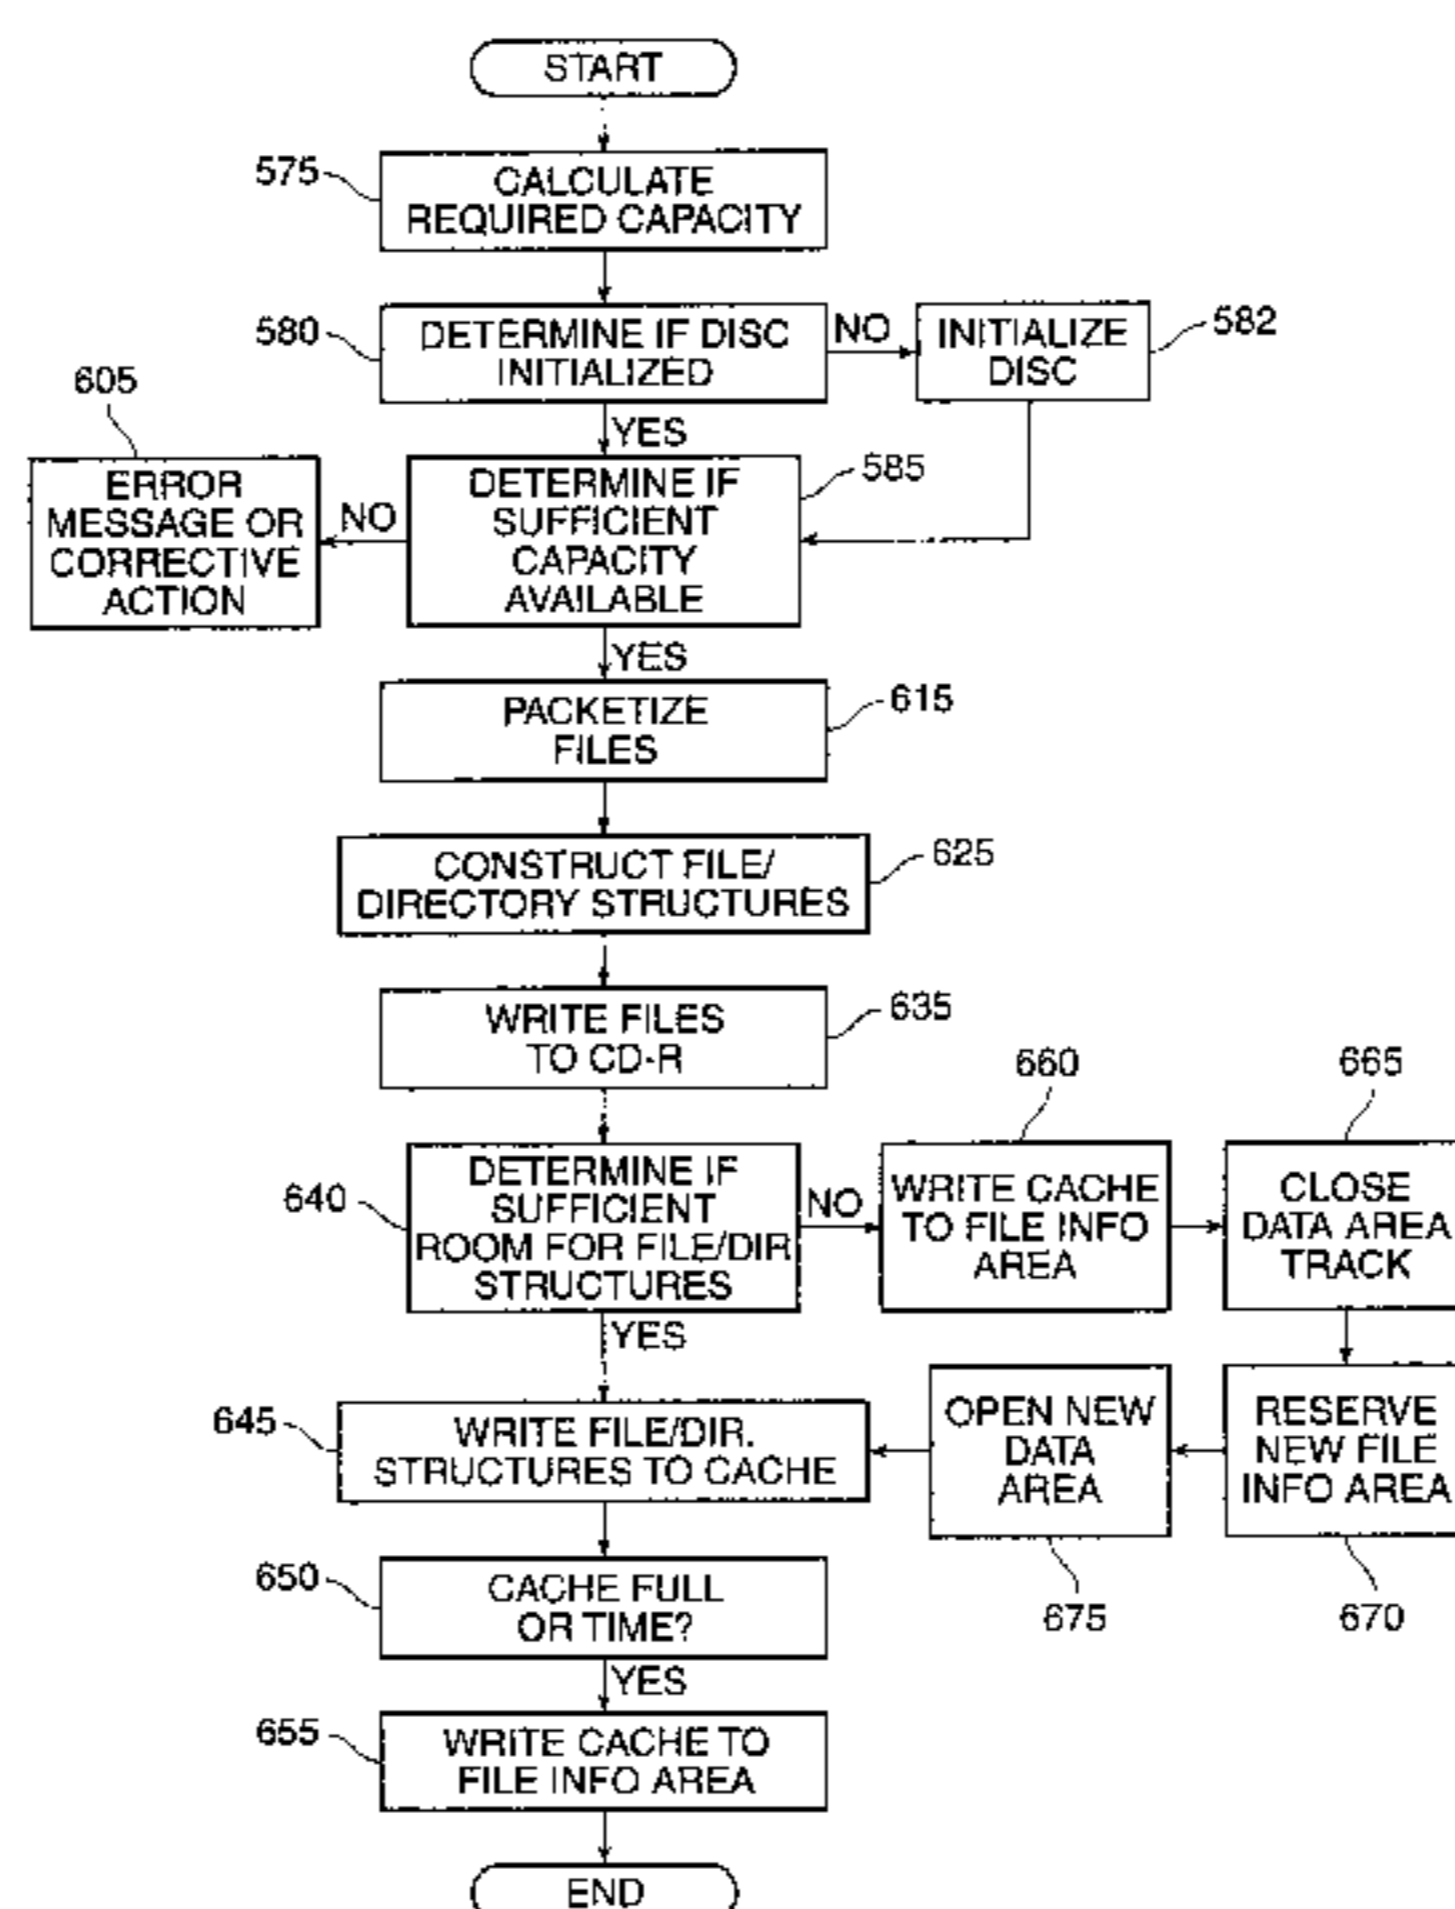 START
575
CALCULATE
REQUIRED CAPACITY
580
DETERMINE IF DISC
INITIALIZED
NO
INITIALIZE
DISC
582
605
YES
ERROR
MESSAGE OR
CORRECTIVE
ACTION
NO
DETERMINE IF
SUFFICIENT
CAPACITY
AVAILABLE
585
YES
PACKETIZE
FILES
615
CONSTRUCT FILE/
DIRECTORY STRUCTURES
625
WRITE FILES
TO CD-R
635
640
DETERMINE IF
SUFFICIENT
ROOM FOR FILE/DIR
STRUCTURES
NO
660
WRITE CACHE
TO FILE INFO
AREA
665
CLOSE
DATA AREA
TRACK
YES
645
WRITE FILE/DIR.
STRUCTURES TO CACHE
OPEN NEW
DATA
AREA
675
RESERVE
NEW FILE
INFO AREA
670
650
CACHE FULL
OR TIME?
YES
655
WRITE CACHE TO
FILE INFO AREA
END